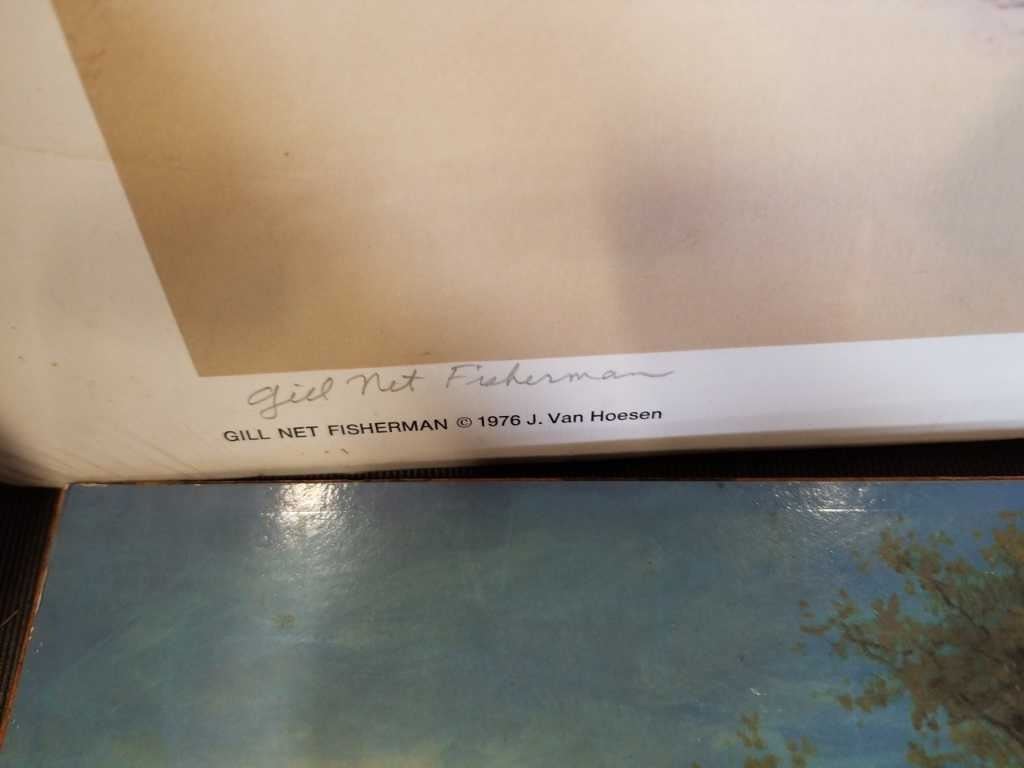 Gill Net Fisherman
GILL NET FISHERMAN © 1976 J. Van Hoesen